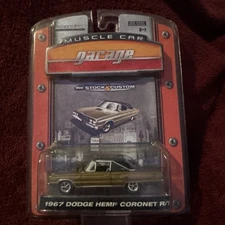 MUSCLE CAR
garage
STOCK & CUSTOM
1967 DODGE HEMI CORONET R/T